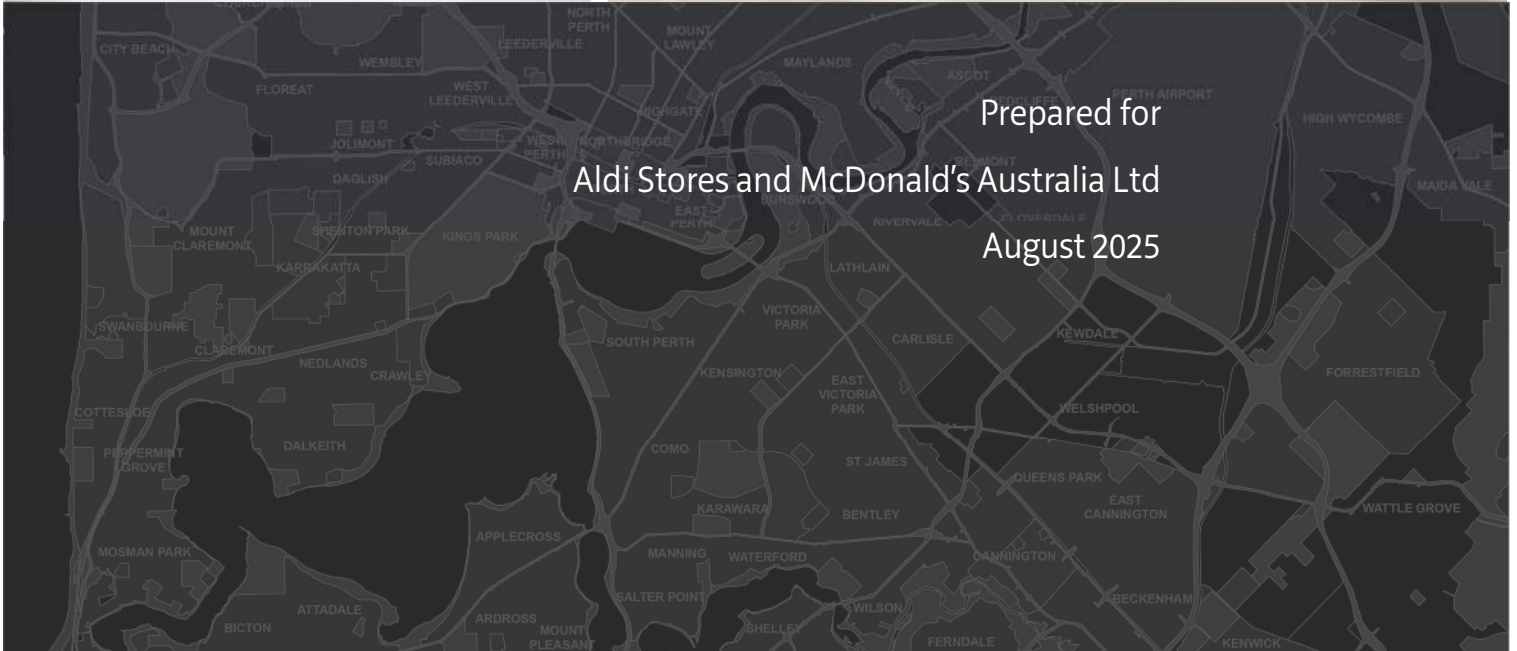 NORTH
PERTH
MOUNT
LAWLEY
CITY BEACH
LEEDERVILLE
WEMBLEY
MAYLANDS
ASCOT
FLOREAT
WEST
LEEDERVILLE
REDCLIFFE
PERTH AIRPORT
Prepared for
HIGHGATE
HIGH WYCOMBE
JOLIMONT
WEST
PERTH
NORTHBRIDGE
SUBIACO
BELMONT
DAGLISH
Aldi Stores and McDonald's Australia Ltd
MAIDA VALE
BURSWOOD
EAST
PERTH
RIVERVALE
CLOVERDALE
MOUNT
CLAREMONT
SHENTON PARK
KINGS PARK
August 2025
KARRAKATTA
LATHLAIN
VICTORIA
PARK
SWANBOURNE
CLAREMONT
SOUTH PERTH
CARLISLE
KEWDALE
NEDLANDS
CRAWLEY
KENSINGTON
EAST
VICTORIA
PARK
FORRESTFIELD
COTTESLOE
WELSHPOOL
PEPPERMINT
GROVE
DALKEITH
COMO
ST JAMES
QUEENS PARK
EAST
CANNINGTON
KARAWARA
BENTLEY
WATTLE GROVE
APPLECROSS
MOSMAN PARK
MANNING
WATERFORD
CANNINGTON
SALTER POINT
BECKENHAM
ATTADALE
WILSON
ARDROSS
BICTON
MOUNT
PLEASANT
SHELLEY
FERNDALE
KENWICK